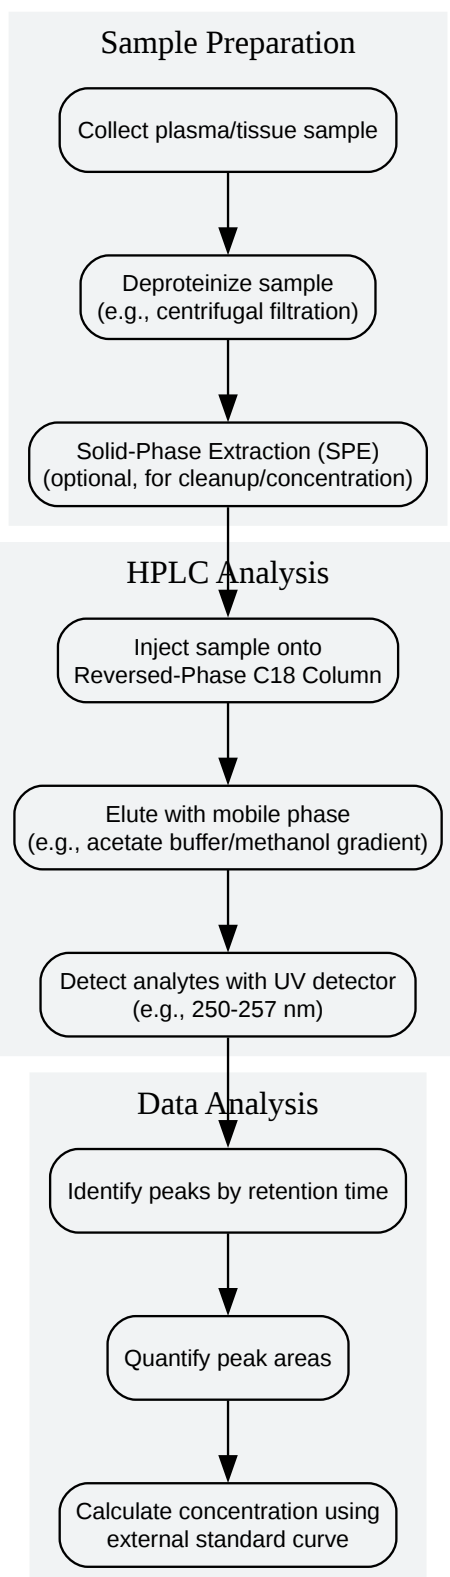 Sample Preparation
Collect plasma/tissue sample
Deproteinize sample
(e.g., centrifugal filtration)
Solid-Phase Extraction (SPE)
(optional, for cleanup/concentration)
HPLC Analysis
Inject sample onto
Reversed-Phase C18 Column
Elute with mobile phase
(e.g., acetate buffer/methanol gradient)
Detect analytes with UV detector
(e.g., 250-257 nm)
Data Analysis
Identify peaks by retention time
Quantify peak areas
Calculate concentration using
external standard curve